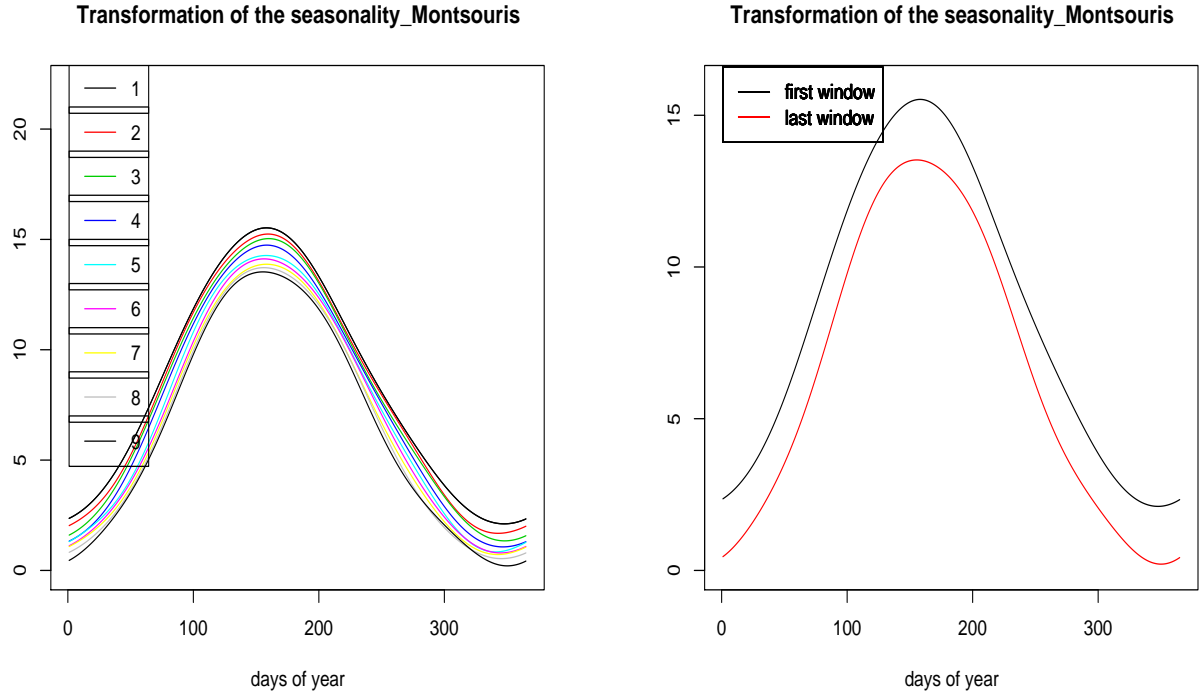 Transformation of the seasonality_Montsouris
20
15
10
5
0
1
2
3
4
5
6
7
8
9
0 100 200 300
days of year
Transformation of the seasonality_Montsouris
15
10
5
0
first window
last window
0 100 200 300
days of year